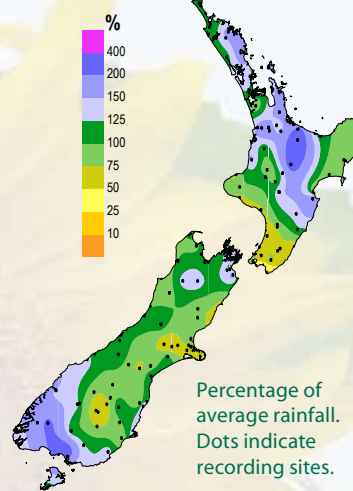 %
400
200
150
125
100
75
50
25
10
Percentage of
average rainfall.
Dots indicate
recording sites.